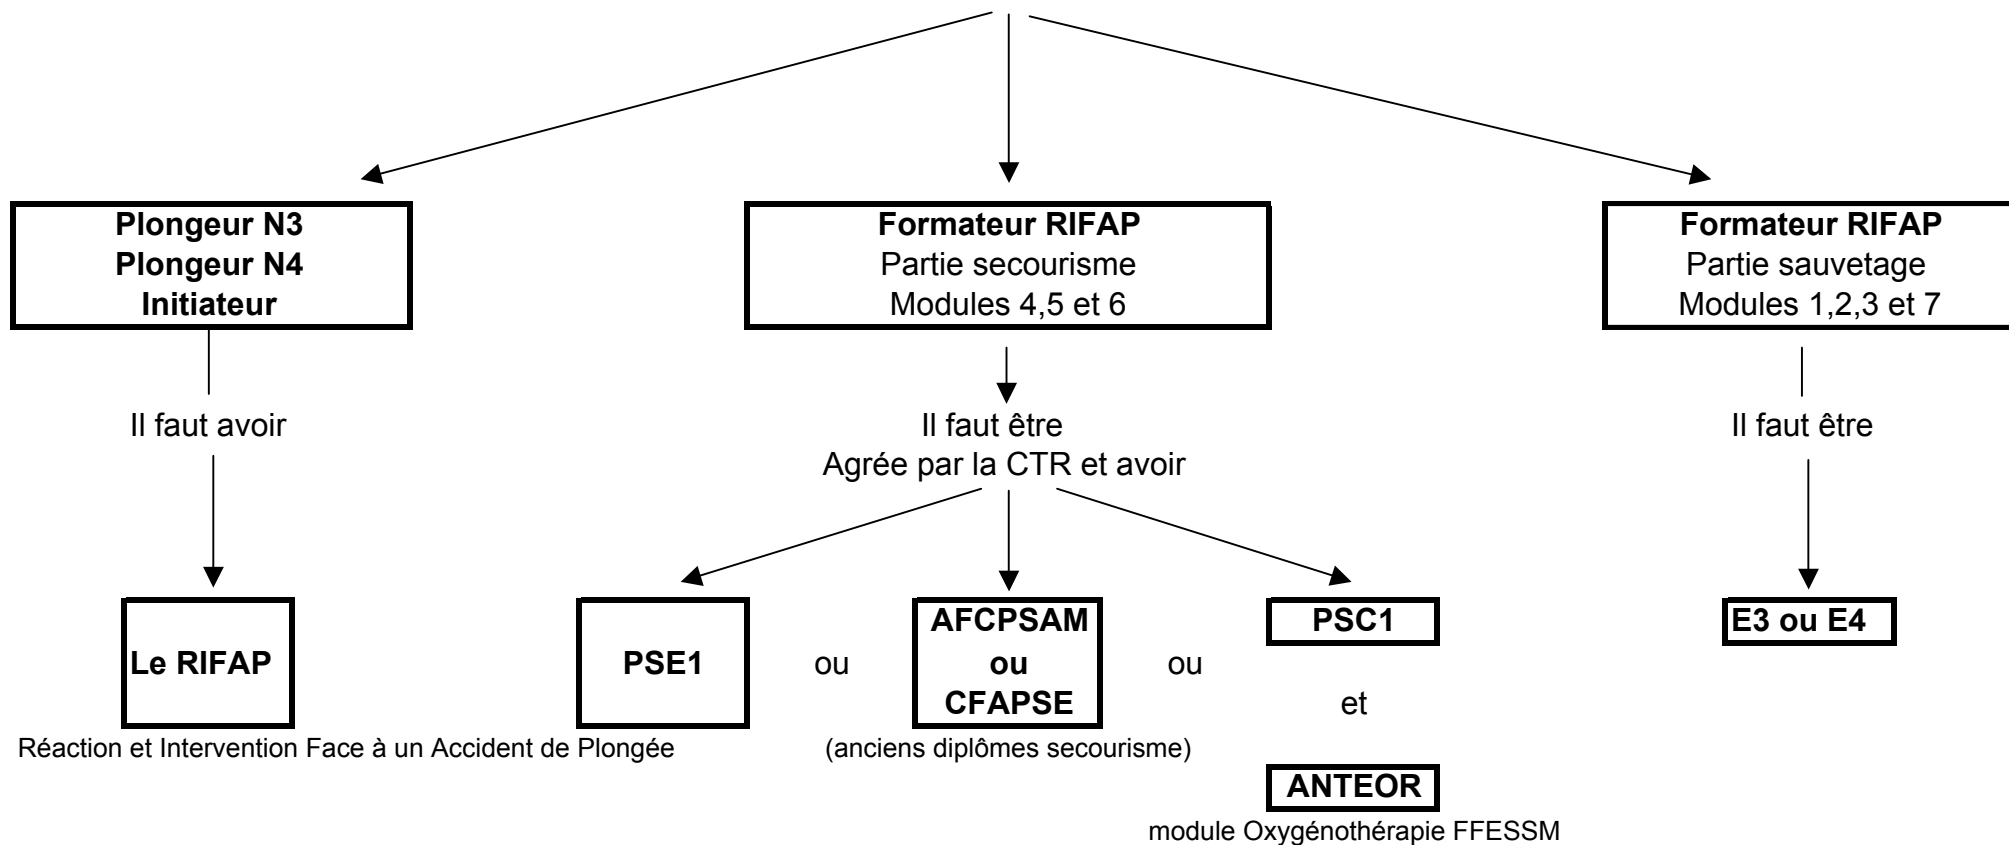 Plongeur N3
Plongeur N4
Initiateur
Formateur RIFAP
Partie secourisme
Modules 4,5 et 6
Formateur RIFAP
Partie sauvetage
Modules 1,2,3 et 7
Il faut avoir
Il faut être
Agrée par la CTR et avoir
Il faut être
Le RIFAP
Réaction et Intervention Face à un Accident de Plongée
PSE1
ou
AFCPSAM
ou
CFAPSE
(anciens diplômes secourisme)
ou
PSC1
et
ANTEOR
module Oxygénothérapie FFESSM
E3 ou E4